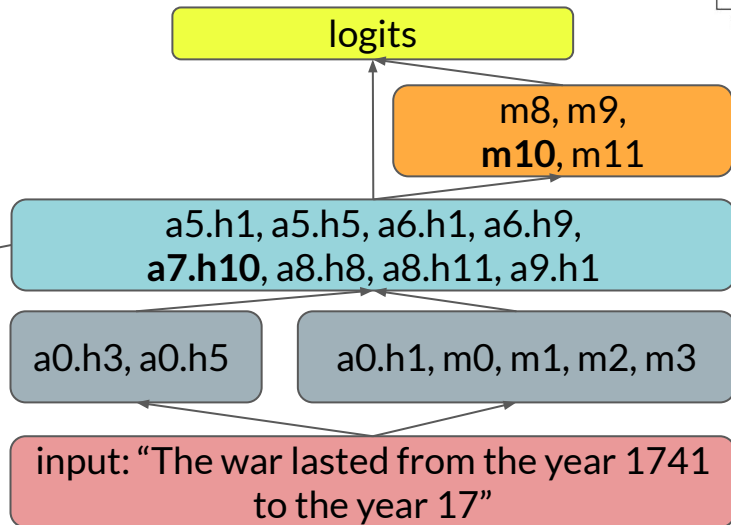 logits
m8, m9,
m10, m11
a5.h1, a5.h5, a6.h1, a6.h9,
a7.h10, a8.h8, a8.h11, a9.h1
a0.h3, a0.h5
a0.h1, m0, m1, m2, m3
input: “The war lasted from the year 1741
to the year 17”